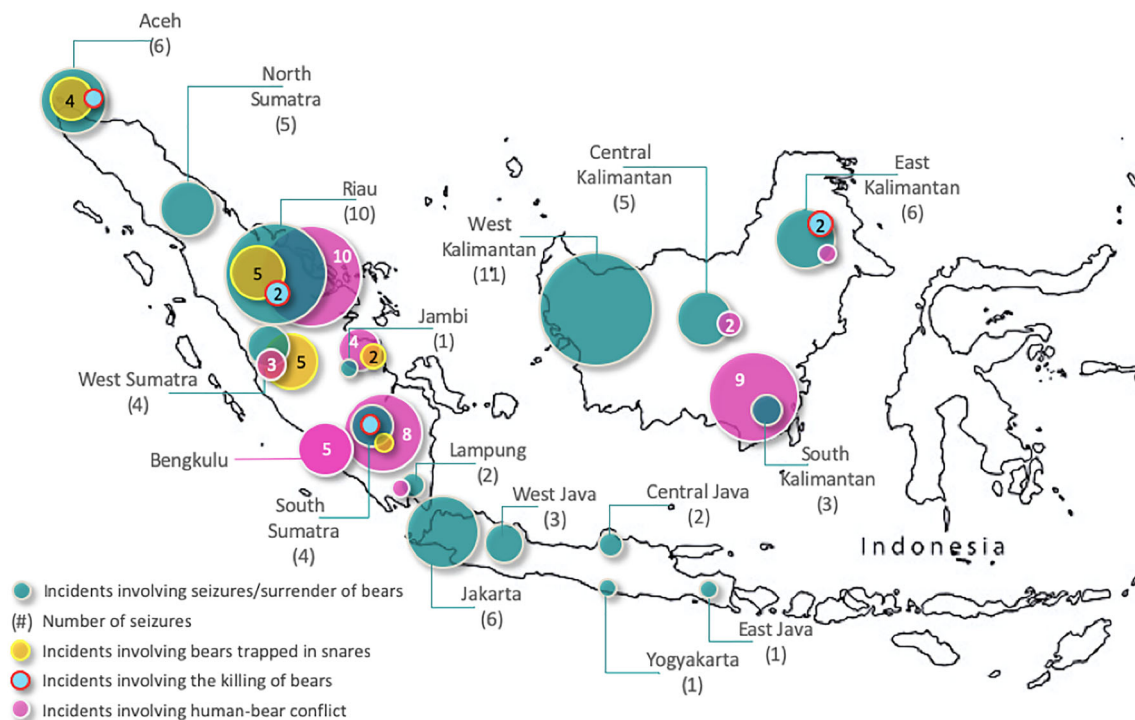 Aceh
(6)
4
North
Sumatra
(5)
Riau
(10)
10
5
2
Jambi
(1)
4
2
3
5
West Sumatra
(4)
Bengkulu
5
8
South
Sumatra
(4)
Lampung
(2)
West
Kalimantan
(11)
Central
Kalimantan
(5)
2
East
Kalimantan
(6)
2
9
South
Kalimantan
(3)
West Java
(3)
Central Java
(2)
Jakarta
(6)
Yogyakarta
(1)
East Java
(1)
Indonesia
Incidents involving seizures/surrender of bears
(#) Number of seizures
Incidents involving bears trapped in snares
Incidents involving the killing of bears
Incidents involving human-bear conflict